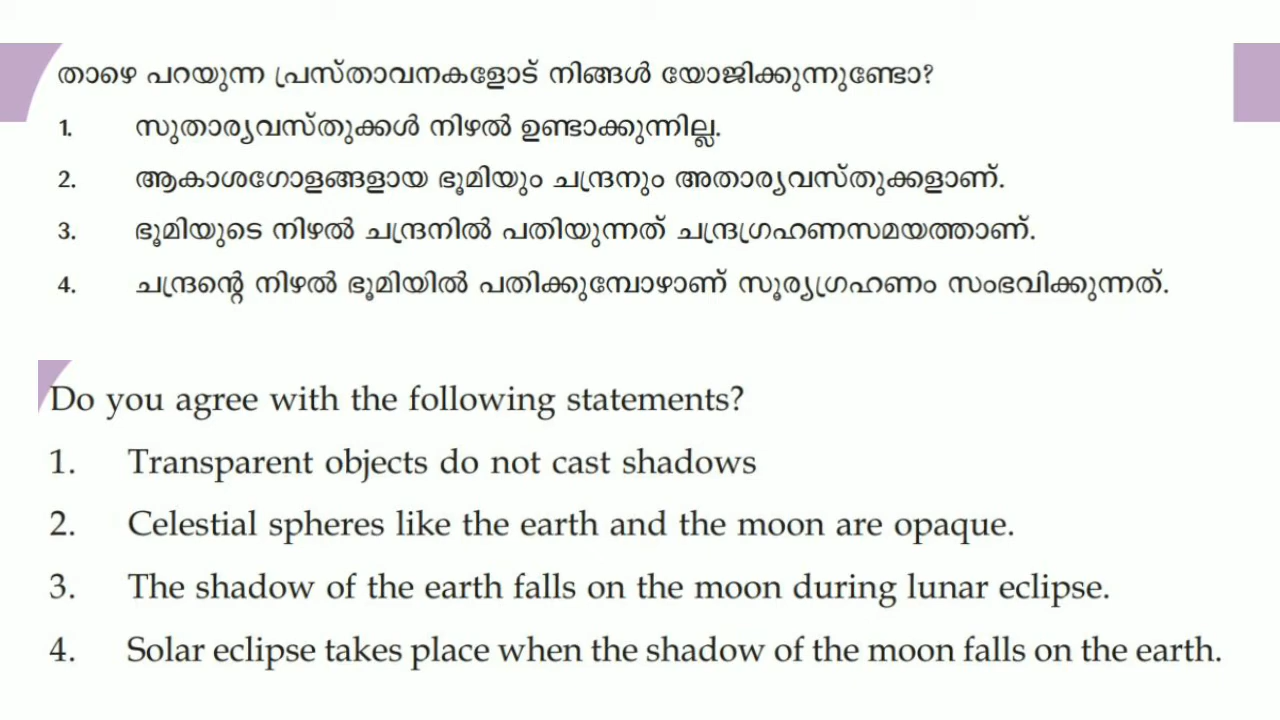 താഴെ പറയുന്ന പ്രസ്താവനകളോട് നിങ്ങൾ യോജിക്കുന്നുണ്ടോ?
1. സുതാര്യവസ്തുക്കൾ നിഴൽ ഉണ്ടാക്കുന്നില്ല.
2. ആകാശഗോളങ്ങളായ ഭൂമിയും ചന്ദ്രനും അതാര്യവസ്തുക്കളാണ്.
3. ഭൂമിയുടെ നിഴൽ ചന്ദ്രനിൽ പതിയുന്നത് ചന്ദ്രഗ്രഹണസമയത്താണ്.
4. ചന്ദ്രന്റെ നിഴൽ ഭൂമിയിൽ പതിക്കുമ്പോഴാണ് സൂര്യഗ്രഹണം സംഭവിക്കുന്നത്.
Do you agree with the following statements?
1. Transparent objects do not cast shadows
2. Celestial spheres like the earth and the moon are opaque.
3. The shadow of the earth falls on the moon during lunar eclipse.
4. Solar eclipse takes place when the shadow of the moon falls on the earth.